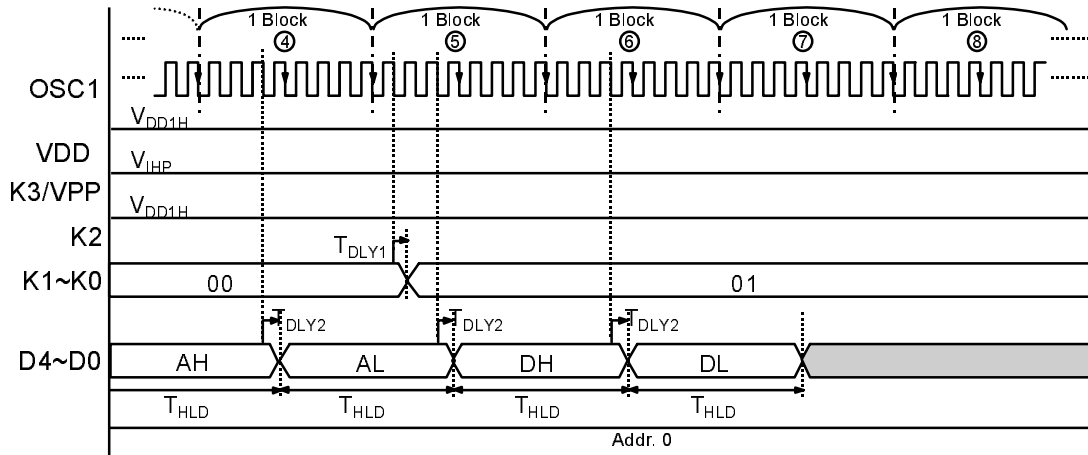 1 Block 1 Block 1 Block 1 Block 1 Block
④ ⑤ ⑥ ⑦ ⑧
OSC1
VDD1H
VDD
VIHP
K3/VPP
VDD1H
K2
TDLY1
K1~K0 00 01
TDLY2 TDLY2 TDLY2
D4~D0 AH AL DH DL
THLD THLD THLD THLD
Addr. 0